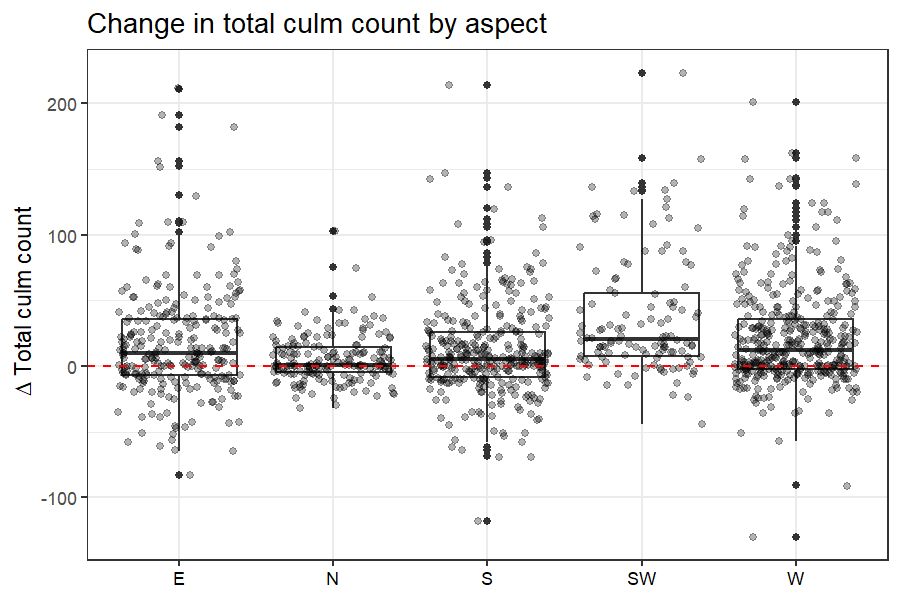 Change in total culm count by aspect
Δ Total culm count
200
100
0
-100
E N S SW W